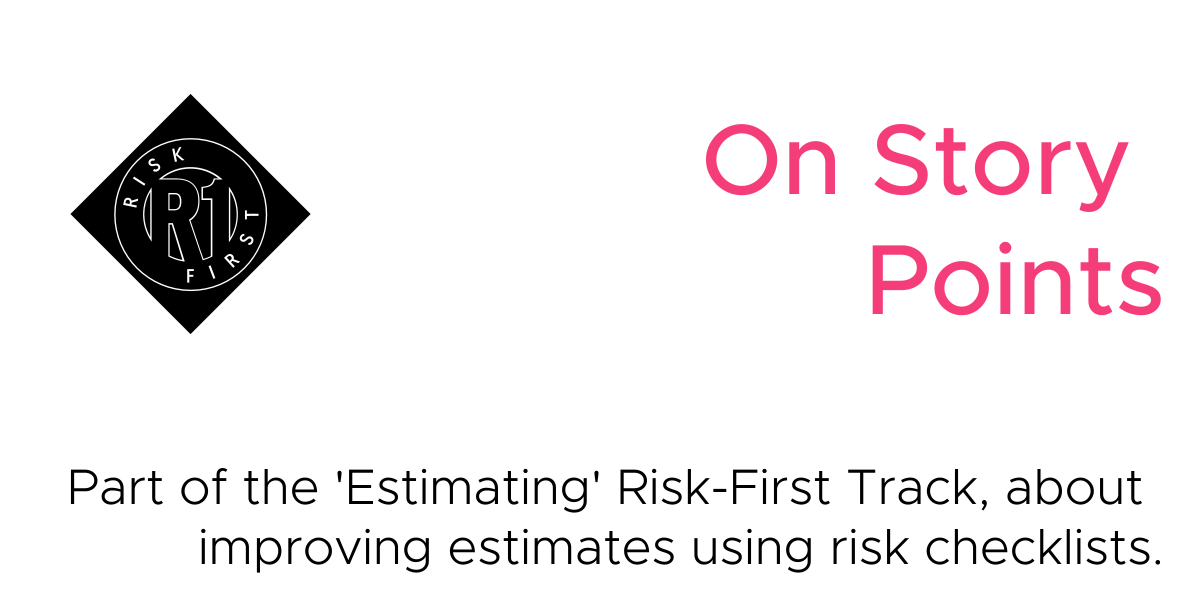 RISK
R1
FIRST
On Story
Points
Part of the 'Estimating' Risk-First Track, about
improving estimates using risk checklists.